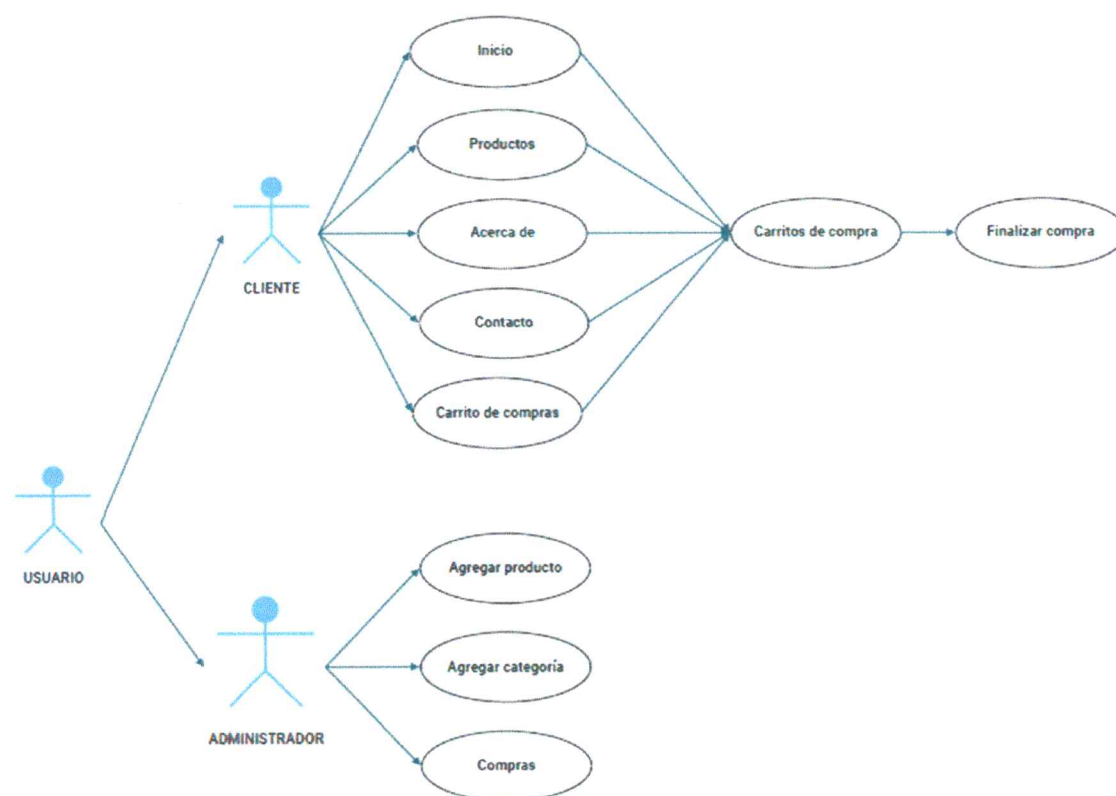 Inicio
Productos
Acerca de
Contacto
Carrito de compras
Carritos de compra
Finalizar compra
CLIENTE
USUARIO
ADMINISTRADOR
Agregar producto
Agregar categoría
Compras